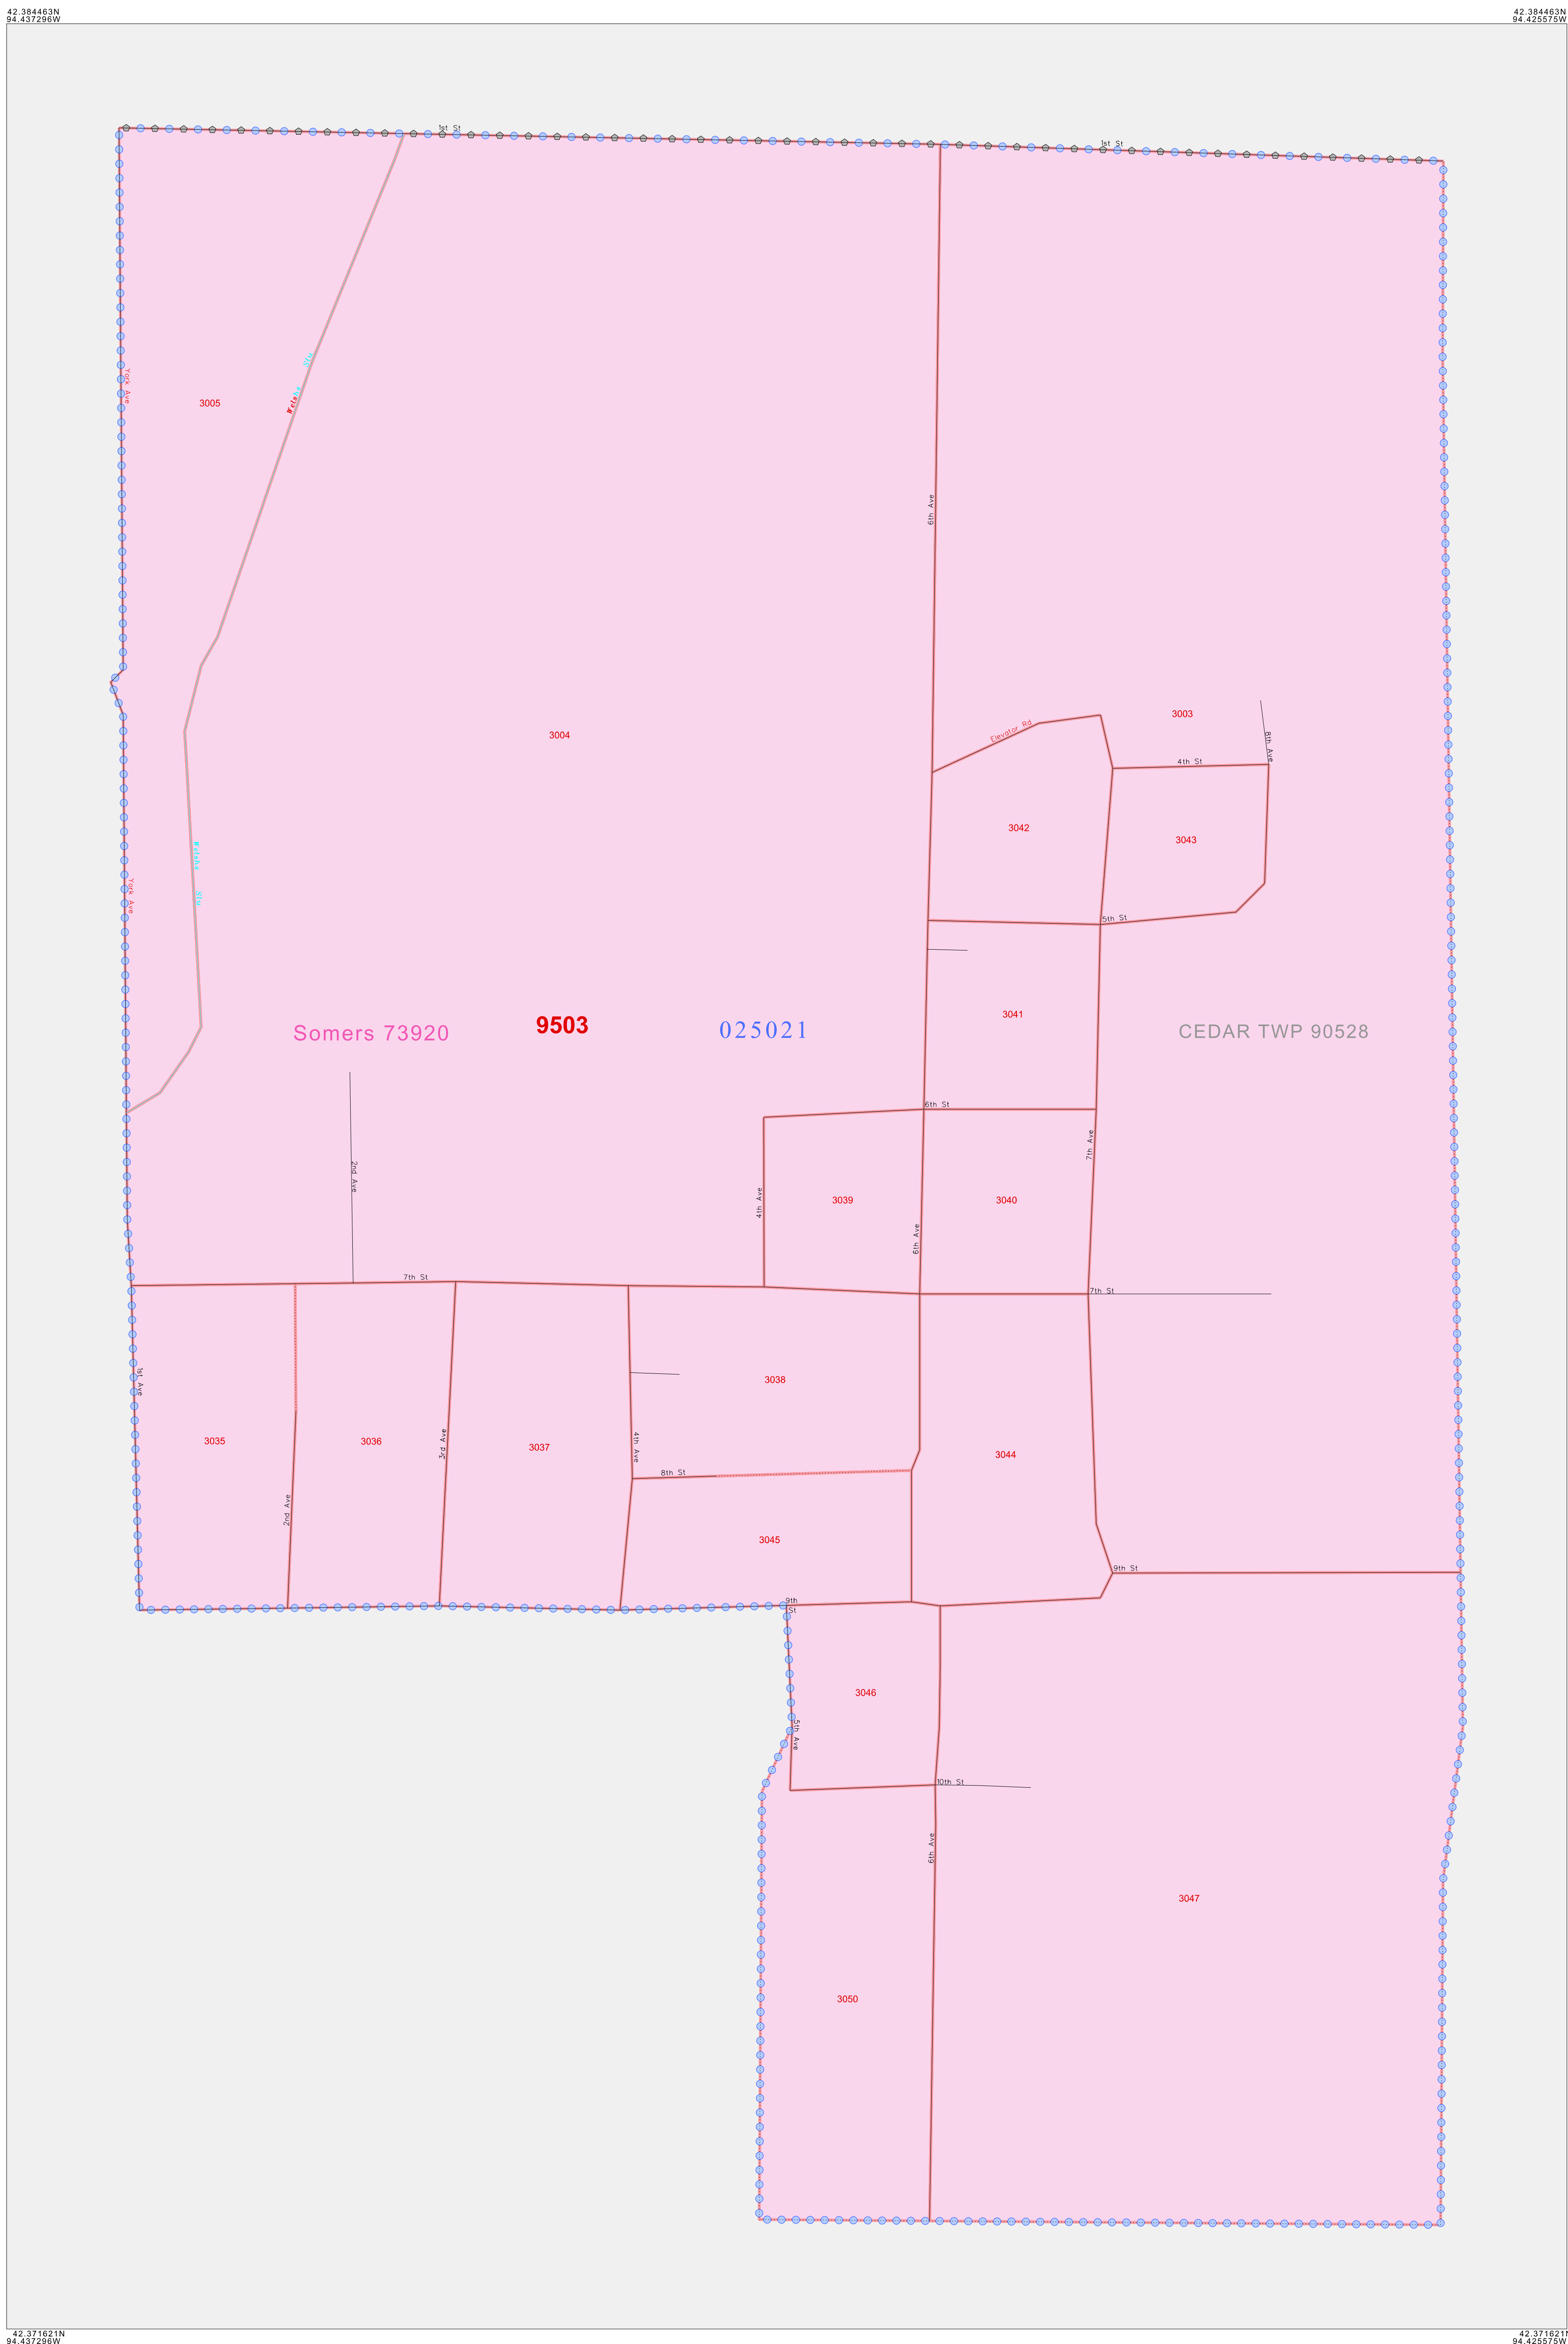 42.384463N
94.437296W
42.384463N
94.425575W
1st St
1st St
York Ave
Welshs Slu
3005
6th Ave
3004
3003
Elevator Rd
8th Ave
4th St
3042
3043
Welshs Slu
York Ave
5th St
3041
Somers 73920
9503
025021
CEDAR TWP 90528
6th St
7th Ave
2nd Ave
4th Ave
3039
3040
6th Ave
7th St
7th St
1st Ave
3038
3035
3036
3rd Ave
3037
4th Ave
3044
8th St
2nd Ave
3045
9th St
9th
St
3046
5th Ave
10th St
6th Ave
3047
3050
42.371621N
94.437296W
42.371621N
94.425575W